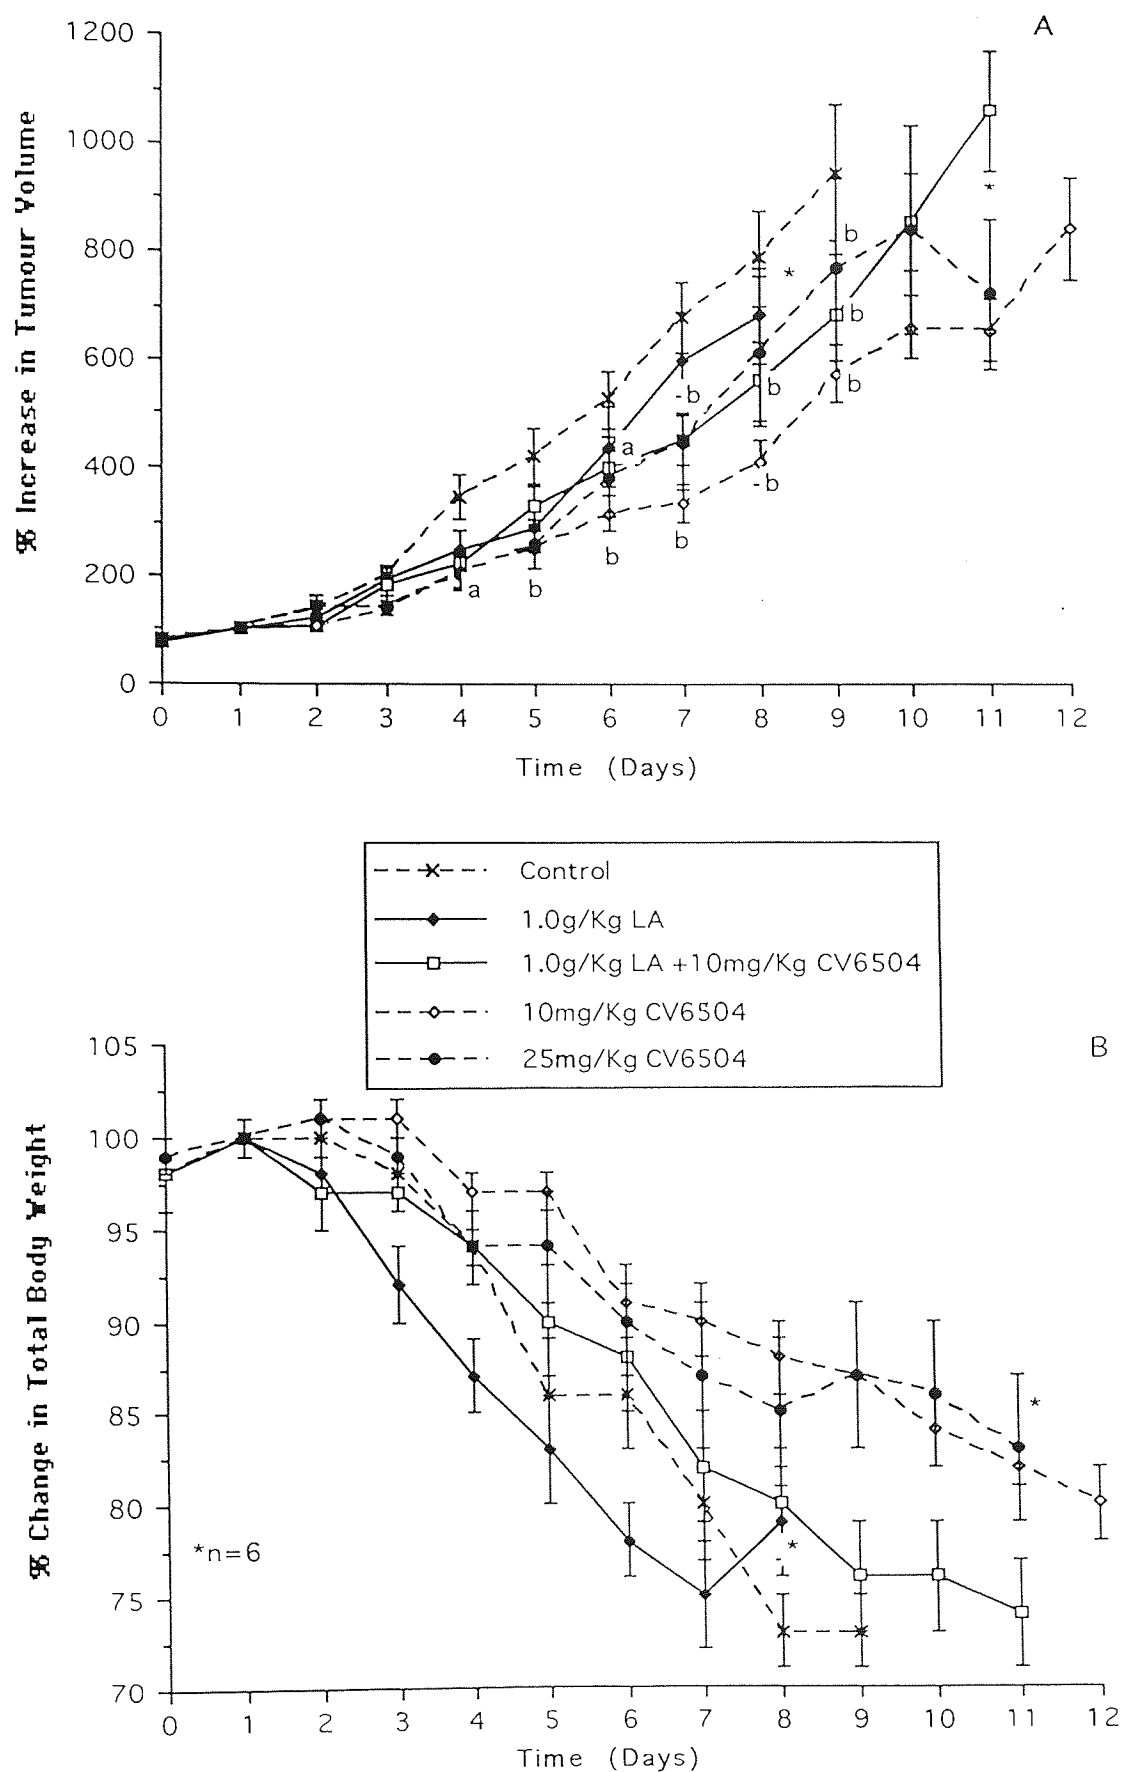 A
% Increase in Tumour Volume
1200
1000
800
600
400
200
0
*
*
b
b
b
b
b
b
a
b
b
b
a
0 1 2 3 4 5 6 7 8 9 10 11 12
Time (Days)
Control
1.0g/Kg LA
1.0g/Kg LA +10mg/Kg CV6504
10mg/Kg CV6504
25mg/Kg CV6504
B
% Change in Total Body Weight
105
100
95
90
85
80
75
70
*
*
*n=6
0 1 2 3 4 5 6 7 8 9 10 11 12
Time (Days)